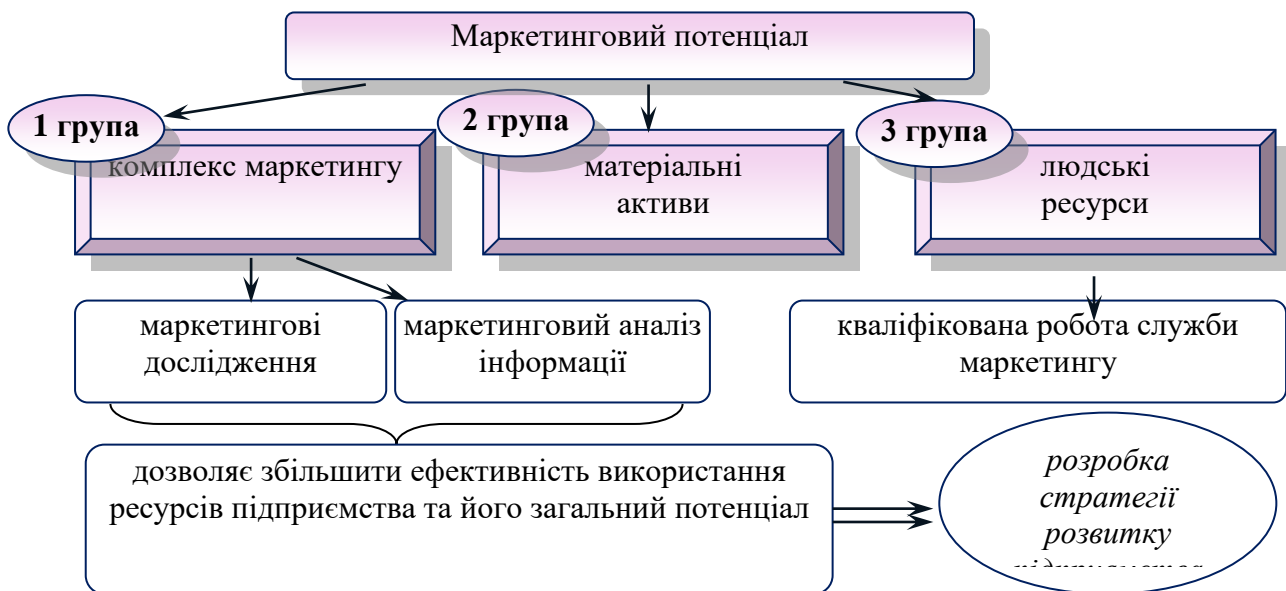 Маркетинговий потенціал
1 група
2 група
3 група
комплекс маркетингу
матеріальні
активи
людські
ресурси
маркетингові
дослідження
маркетинговий аналіз
інформації
кваліфікована робота служби
маркетингу
дозволяє збільшити ефективність використання
ресурсів підприємства та його загальний потенціал
розробка
стратегії
розвитку